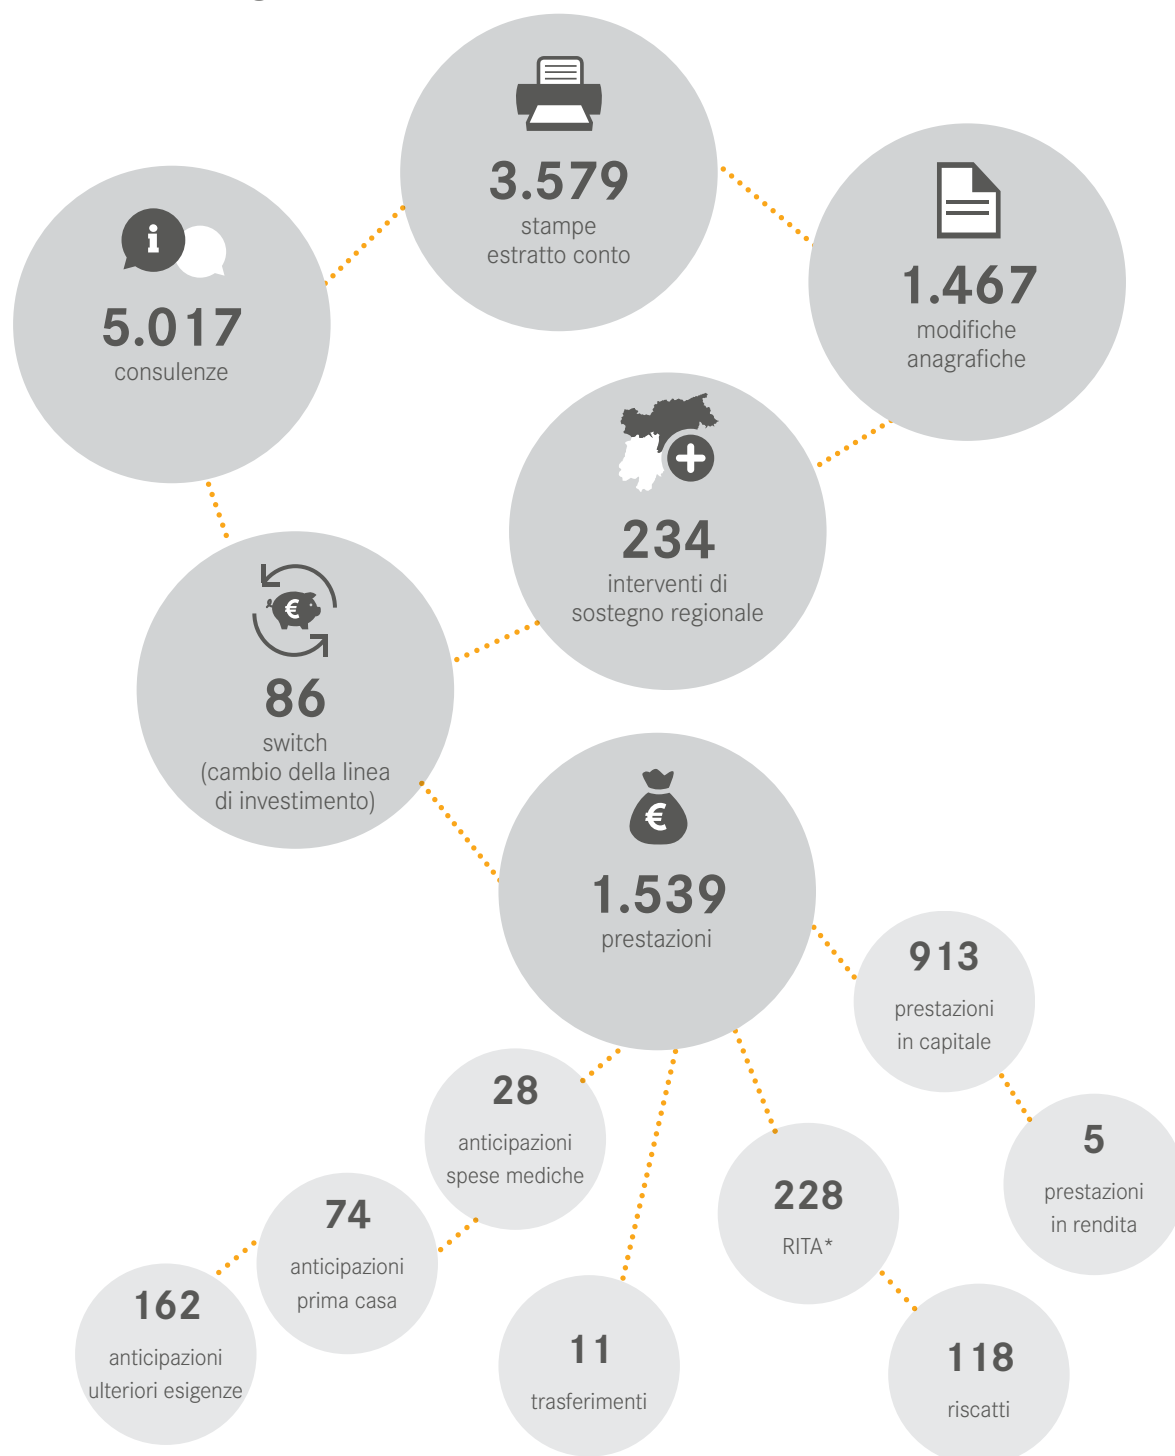 3.579
stampe
estratto conto
1.467
modifiche
anagrafiche
i
5.017
consulenze
234
interventi di
sostegno regionale
€
86
switch
(cambio della linea
di investimento)
€
1.539
prestazioni
913
prestazioni
in capitale
28
anticipazioni
spese mediche
5
prestazioni
in rendita
74
anticipazioni
prima casa
228
RITA*
162
anticipazioni
ulteriori esigenze
11
trasferimenti
118
riscatti